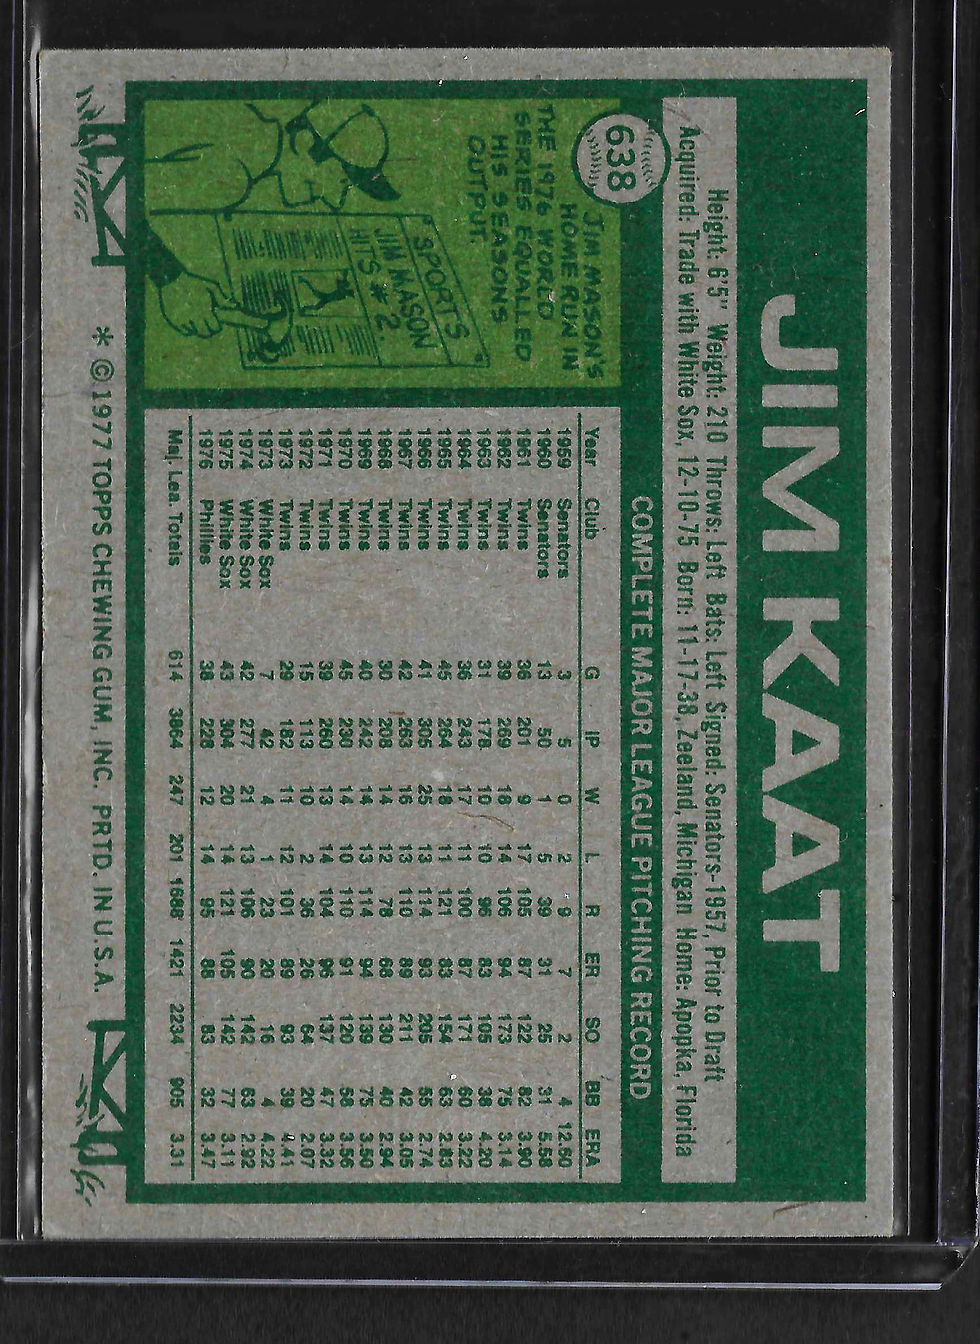 JIM KAAT
638
Height: 6'5" Weight: 210 Throws: Left Bats: Left Signed: Senators-1957, Prior to Draft
Acquired: Trade with White Sox, 12-10-75 Born: 11-17-38, Zeeland, Michigan Home: Apopka, Florida
JIM MASON'S
HOME RUN IN
THE 1976 WORLD
SERIES EQUALLED
HIS SEASON'S
OUTPUT.
SPORTS
JIM MASON
HITS #2.
COMPLETE MAJOR LEAGUE PITCHING RECORD
Year Club G IP W L R ER SO BB ERA
1959 Senators 3 5 0 2 9 7 2 4 12.60
1960 Senators 13 50 1 5 39 31 25 31 5.58
1961 Twins 36 201 9 17 105 87 122 82 3.90
1962 Twins 39 269 18 14 106 94 173 75 3.14
1963 Twins 31 178 10 10 96 83 105 38 4.20
1964 Twins 36 243 17 11 100 87 171 60 3.22
1965 Twins 45 264 18 11 121 83 154 63 2.83
1966 Twins 41 305 25 13 114 93 205 55 2.74
1967 Twins 42 263 16 13 110 89 211 42 3.05
1968 Twins 30 208 14 12 78 68 130 40 2.94
1969 Twins 40 242 14 13 114 94 139 75 3.50
1970 Twins 45 230 14 10 110 91 120 58 3.56
1971 Twins 39 260 13 14 104 96 137 47 3.32
1972 Twins 15 113 10 2 36 26 64 20 2.07
1973 Twins 29 182 11 12 101 89 93 39 4.41
1973 White Sox 7 42 4 1 23 20 16 4 4.22
1974 White Sox 42 277 21 13 106 90 142 63 2.92
1975 White Sox 43 304 20 14 121 105 142 77 3.11
1976 Phillies 38 228 12 14 95 88 83 32 3.47
Maj. Lea. Totals 614 3864 247 201 1688 1421 2234 905 3.31
* © 1977 TOPPS CHEWING GUM, INC. PRTD. IN U.S.A.